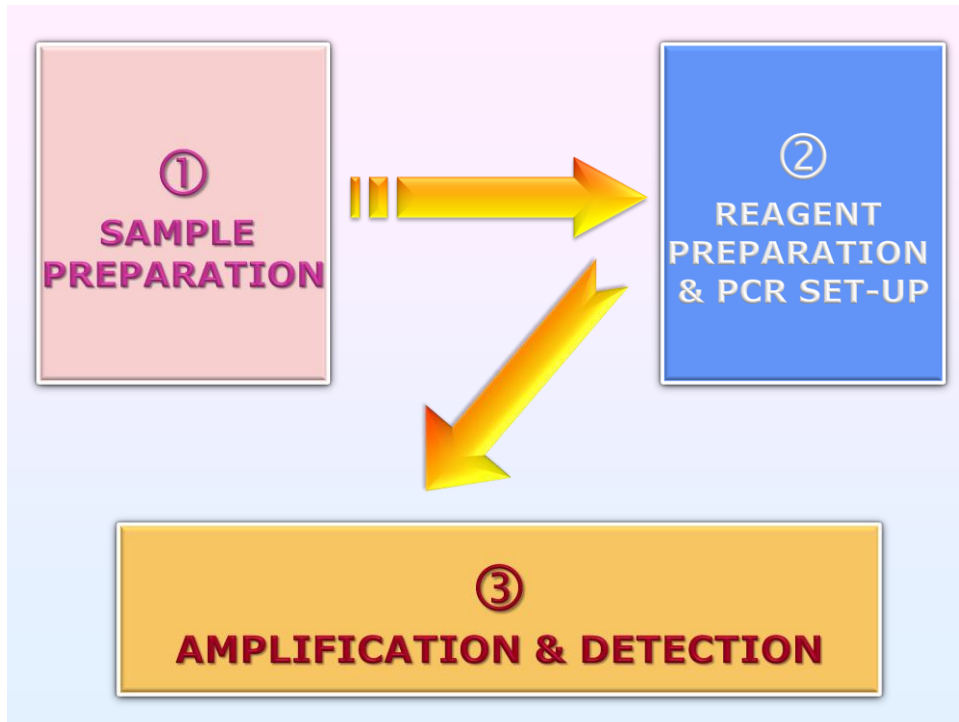 ①
SAMPLE
PREPARATION
②
REAGENT
PREPARATION
& PCR SET-UP
③
AMPLIFICATION & DETECTION